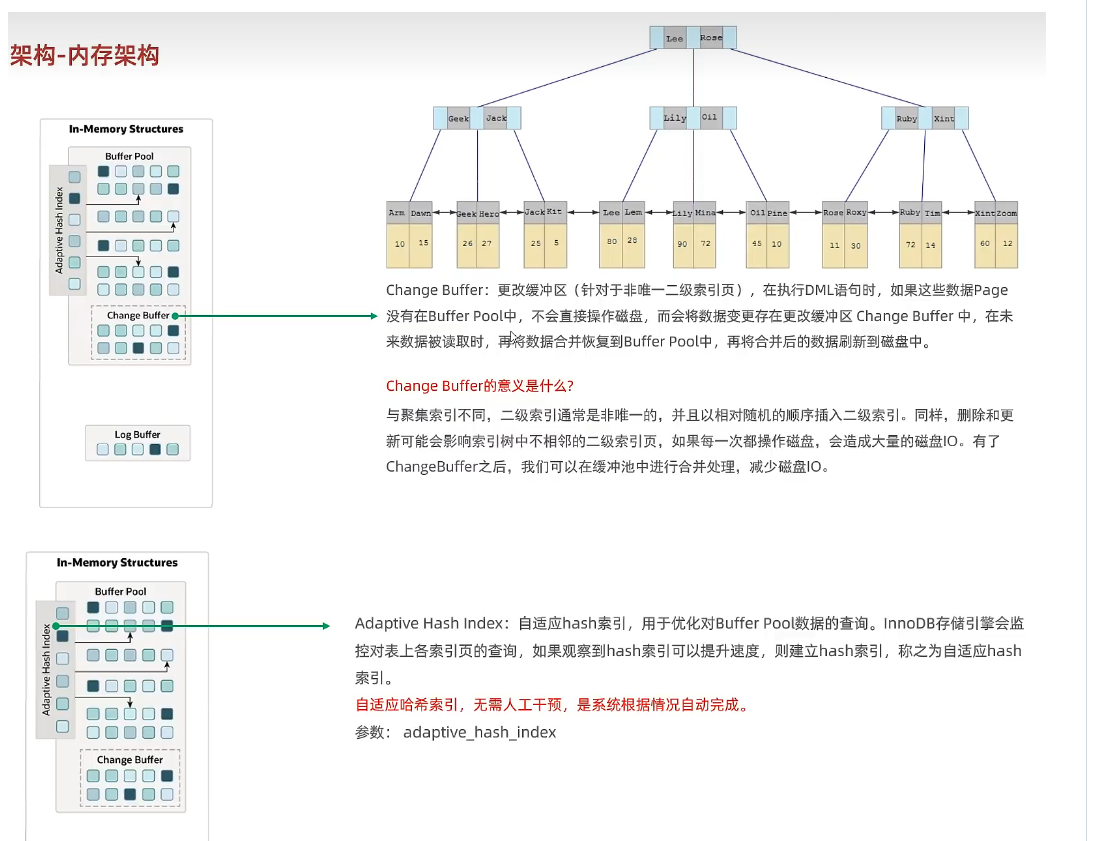 架构-内存架构
Lee Rose
Geek Jack
Lily Oil
Ruby Xint
Arm Dawn Geek Hero Jack Kit Lee Lem Lily Mina Oil Pine Rose Roxy Ruby Tim Xint Zoom
10 15 26 27 25 5 80 28 90 72 45 10 11 30 72 14 60 12
In-Memory Structures
Buffer Pool
Adaptive Hash Index
Change Buffer
Log Buffer
Change Buffer：更改缓冲区（针对于非唯一二级索引页），在执行DML语句时，如果这些数据Page
没有在Buffer Pool中，不会直接操作磁盘，而会将数据变更存在更改缓冲区 Change Buffer 中，在未
来数据被读取时，再将数据合并恢复到Buffer Pool中，再将合并后的数据刷新到磁盘中。
Change Buffer的意义是什么?
与聚集索引不同，二级索引通常是非唯一的，并且以相对随机的顺序插入二级索引。同样，删除和更
新可能会影响索引树中不相邻的二级索引页，如果每一次都操作磁盘，会造成大量的磁盘IO。有了
ChangeBuffer之后，我们可以在缓冲池中进行合并处理，减少磁盘IO。
In-Memory Structures
Buffer Pool
Adaptive Hash Index
Change Buffer
Adaptive Hash Index：自适应hash索引，用于优化对Buffer Pool数据的查询。InnoDB存储引擎会监
控对表上各索引页的查询，如果观察到hash索引可以提升速度，则建立hash索引，称之为自适应hash
索引。
自适应哈希索引，无需人工干预，是系统根据情况自动完成。
参数： adaptive_hash_index